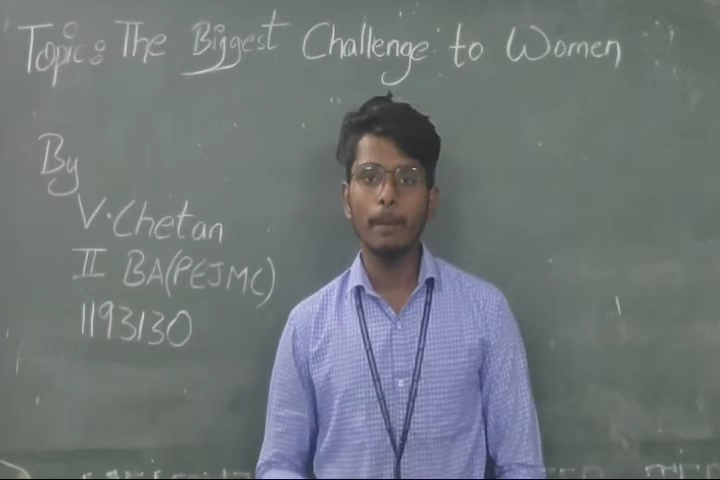 Topic: The Biggest Challenge to Women
By
V. Chetan
II BA(PEJMC)
1193130